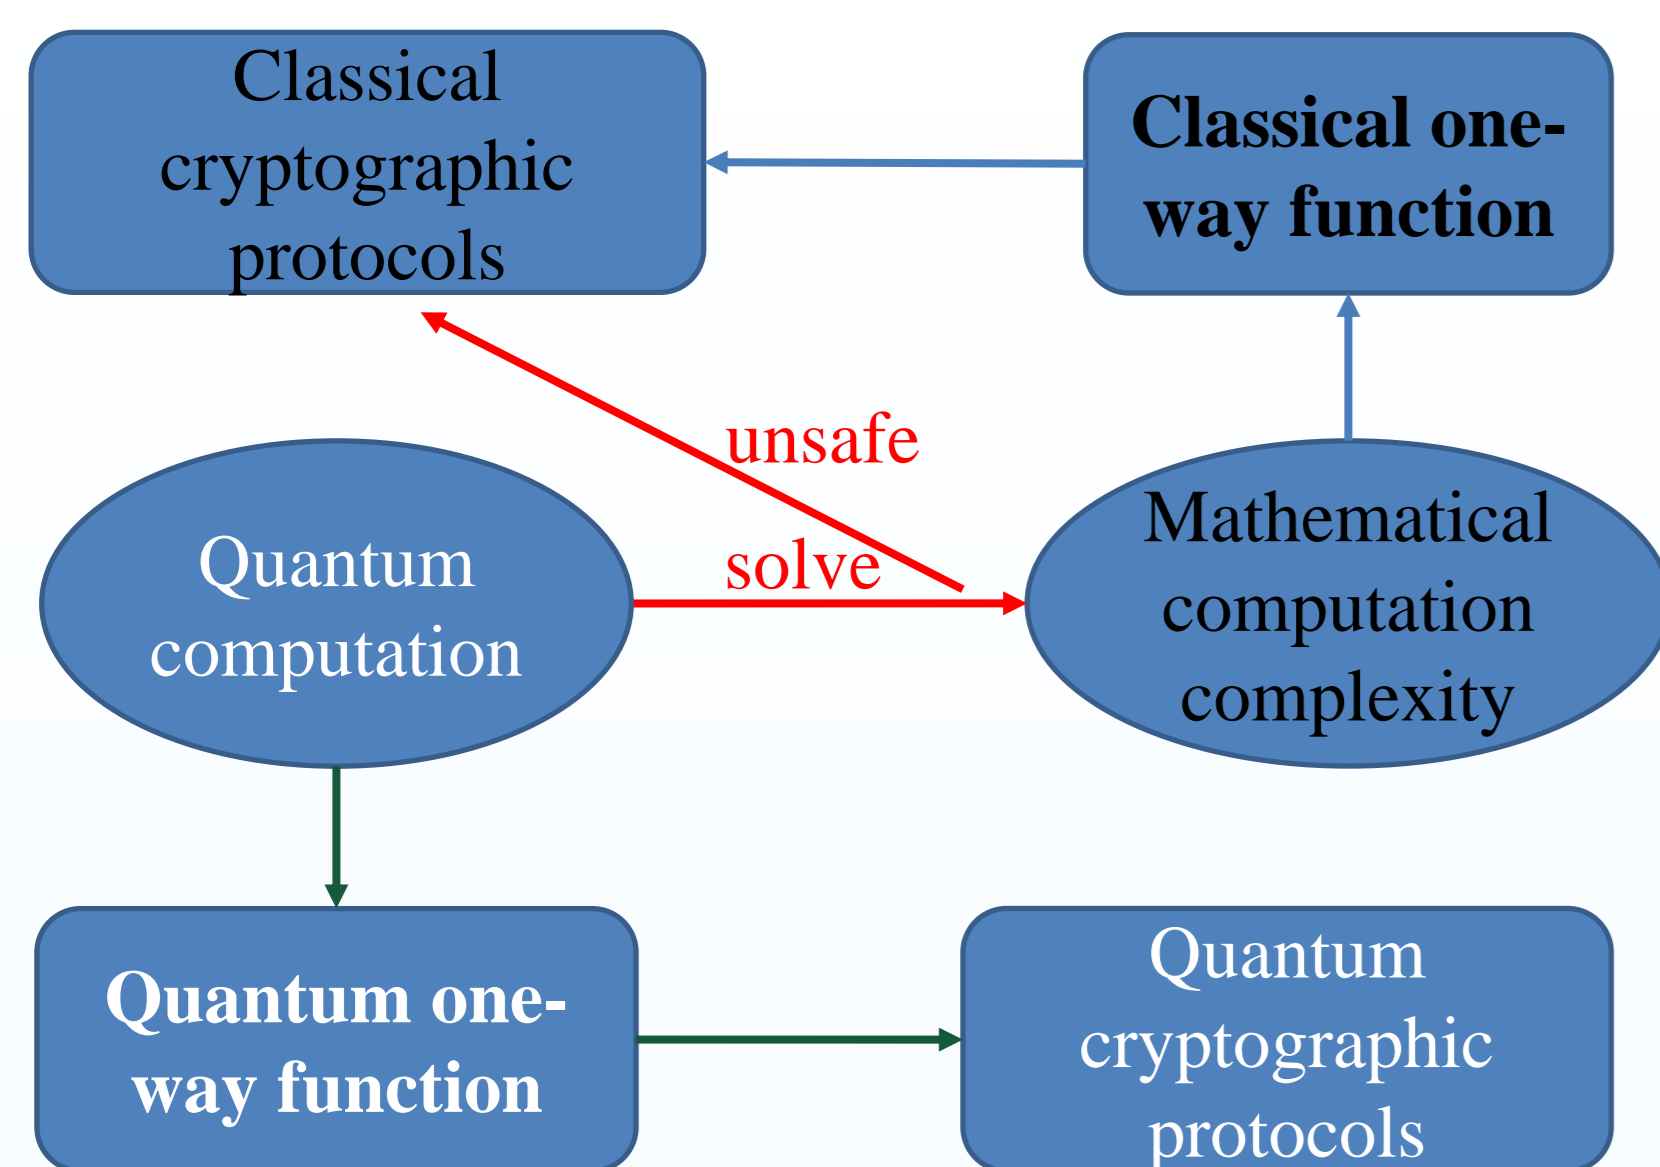 Classical
cryptographic
protocols
Classical one-
way function
unsafe
solve
Quantum
computation
Mathematical
computation
complexity
Quantum one-
way function
Quantum
cryptographic
protocols